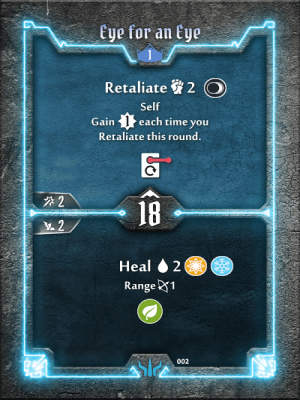 Eye for an Eye
1
Retaliate 2
Self
Gain 1 each time you
Retaliate this round.
2
18
2
Heal 2
Range 1
002